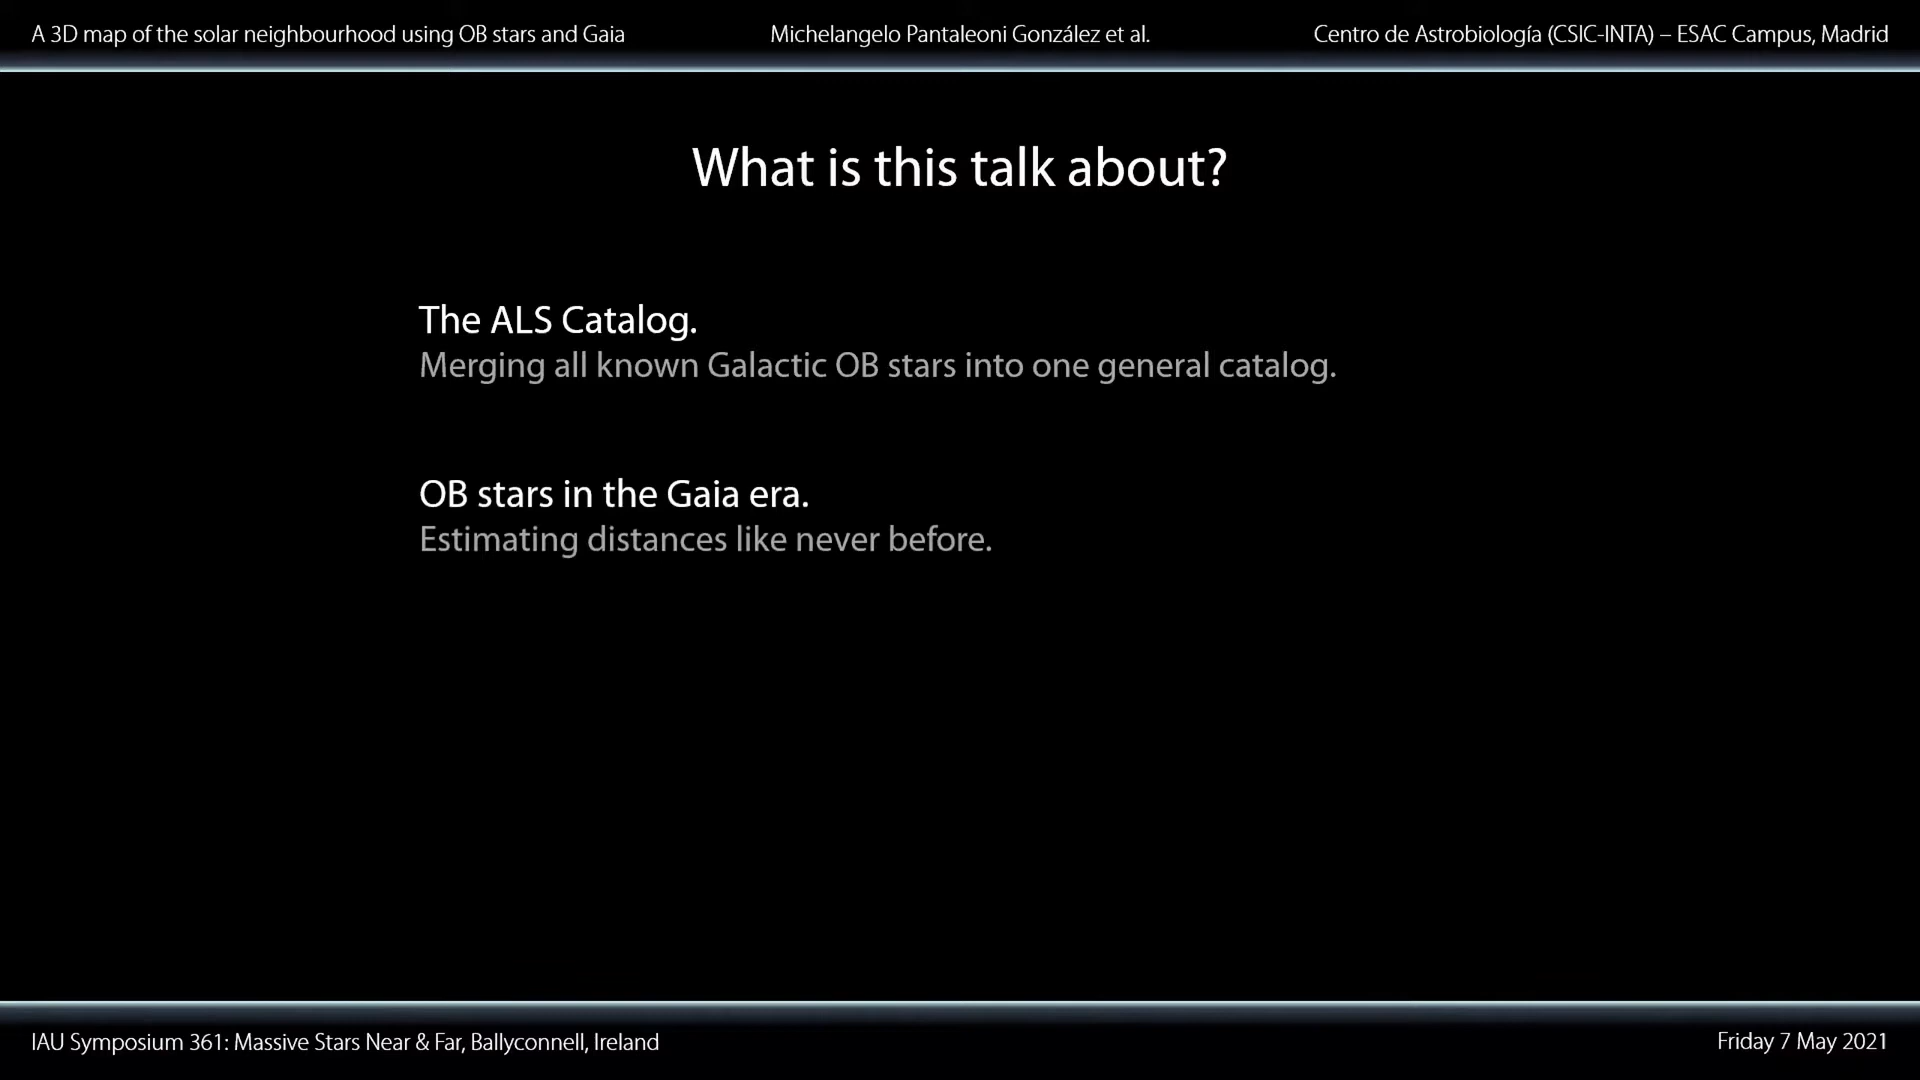 A 3D map of the solar neighbourhood using OB stars and Gaia
Michelangelo Pantaleoni González et al.
Centro de Astrobiología (CSIC-INTA) – ESAC Campus, Madrid
What is this talk about?
The ALS Catalog.
Merging all known Galactic OB stars into one general catalog.
OB stars in the Gaia era.
Estimating distances like never before.
IAU Symposium 361: Massive Stars Near & Far, Ballyconnell, Ireland
Friday 7 May 2021